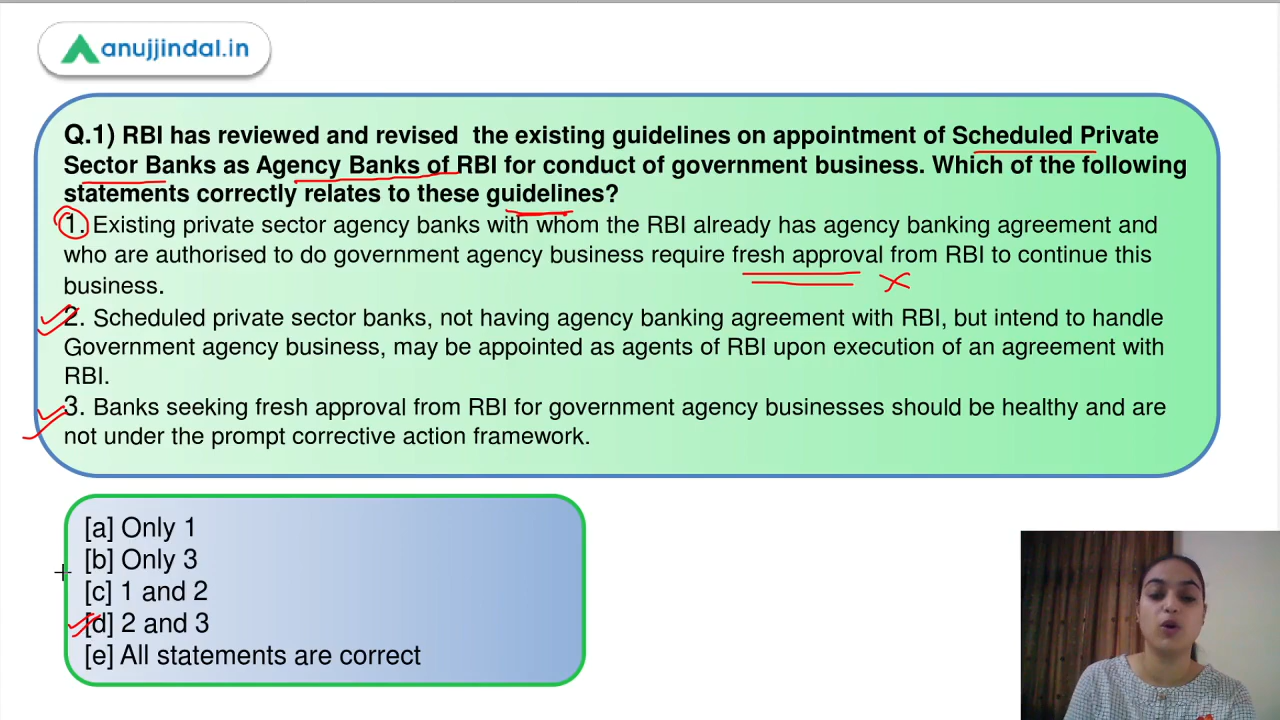 anujjindal.in
Q.1) RBI has reviewed and revised the existing guidelines on appointment of Scheduled Private
Sector Banks as Agency Banks of RBI for conduct of government business. Which of the following
statements correctly relates to these guidelines?
1. Existing private sector agency banks with whom the RBI already has agency banking agreement and
who are authorised to do government agency business require fresh approval from RBI to continue this
business.
2. Scheduled private sector banks, not having agency banking agreement with RBI, but intend to handle
Government agency business, may be appointed as agents of RBI upon execution of an agreement with
RBI.
3. Banks seeking fresh approval from RBI for government agency businesses should be healthy and are
not under the prompt corrective action framework.
[a] Only 1
[b] Only 3
[c] 1 and 2
[d] 2 and 3
[e] All statements are correct